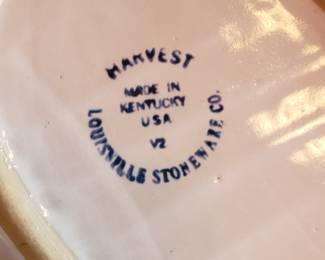 HARVEST
MADE IN
KENTUCKY
USA
V2
LOUISVILLE STONEWARE CO.